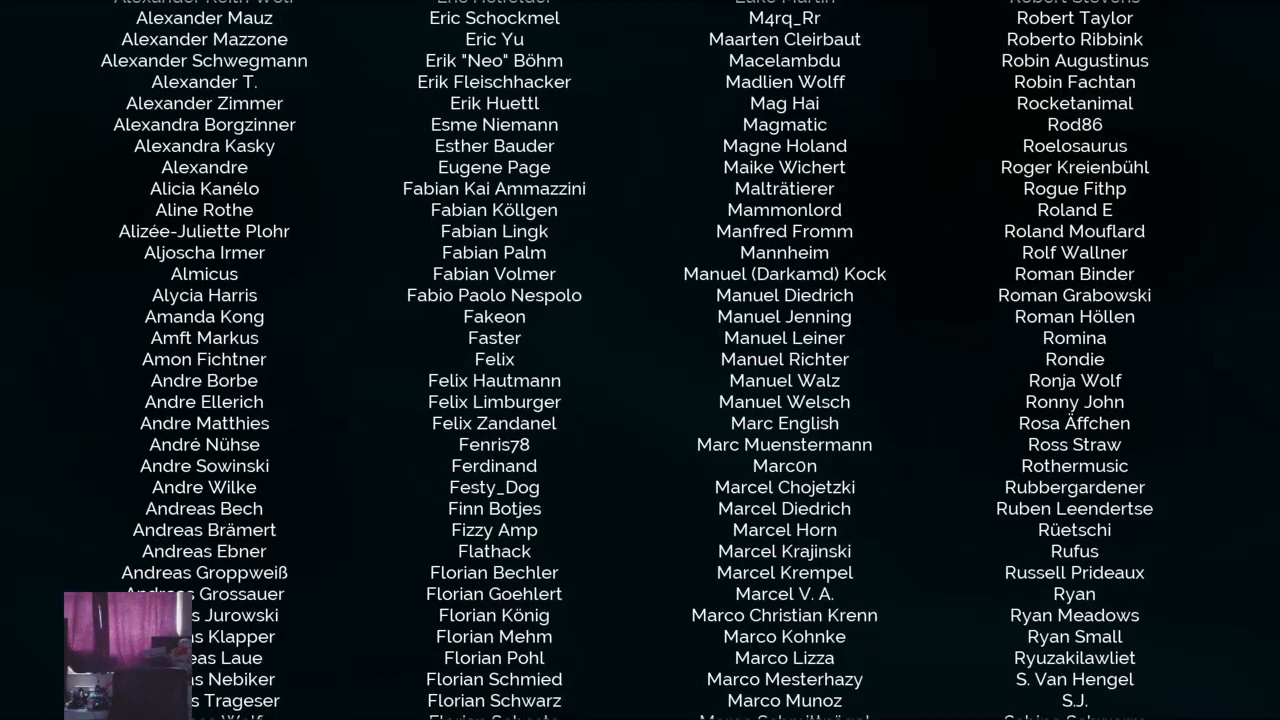 Alexander Mauz
Alexander Mazzone
Alexander Schwegmann
Alexander T.
Alexander Zimmer
Alexandra Borgzinner
Alexandra Kasky
Alexandre
Alicia Kanélo
Aline Rothe
Alizée-Juliette Plohr
Aljoscha Irmer
Almicus
Alycia Harris
Amanda Kong
Amft Markus
Amon Fichtner
Andre Borbe
Andre Ellerich
Andre Matthies
André Nühse
Andre Sowinski
Andre Wilke
Andreas Bech
Andreas Brämert
Andreas Ebner
Andreas Groppweiß
Grossauer
Jurowski
Klapper
Laue
Nebiker
Trageser
Eric Schockmel
Eric Yu
Erik "Neo" Böhm
Erik Fleischhacker
Erik Huettl
Esme Niemann
Esther Bauder
Eugene Page
Fabian Kai Ammazzini
Fabian Köllgen
Fabian Lingk
Fabian Palm
Fabian Volmer
Fabio Paolo Nespolo
Fakeon
Faster
Felix
Felix Hautmann
Felix Limburger
Felix Zandanel
Fenris78
Ferdinand
Festy_Dog
Finn Botjes
Fizzy Amp
Flathack
Florian Bechler
Florian Goehlert
Florian König
Florian Mehm
Florian Pohl
Florian Schmied
Florian Schwarz
M4rq_Rr
Maarten Cleirbaut
Macelambdu
Madlien Wolff
Mag Hai
Magmatic
Magne Holand
Maike Wichert
Malträtierer
Mammonlord
Manfred Fromm
Mannheim
Manuel (Darkamd) Kock
Manuel Diedrich
Manuel Jenning
Manuel Leiner
Manuel Richter
Manuel Walz
Manuel Welsch
Marc English
Marc Muenstermann
Marc0n
Marcel Chojetzki
Marcel Diedrich
Marcel Horn
Marcel Krajinski
Marcel Krempel
Marcel V. A.
Marco Christian Krenn
Marco Kohnke
Marco Lizza
Marco Mesterhazy
Marco Munoz
Robert Taylor
Roberto Ribbink
Robin Augustinus
Robin Fachtan
Rocketanimal
Rod86
Roelosaurus
Roger Kreienbühl
Rogue Fithp
Roland E
Roland Mouflard
Rolf Wallner
Roman Binder
Roman Grabowski
Roman Höllen
Romina
Rondie
Ronja Wolf
Ronny John
Rosa Äffchen
Ross Straw
Rothermusic
Rubbergardener
Ruben Leendertse
Rüetschi
Rufus
Russell Prideaux
Ryan
Ryan Meadows
Ryan Small
Ryuzakilawliet
S. Van Hengel
S.J.